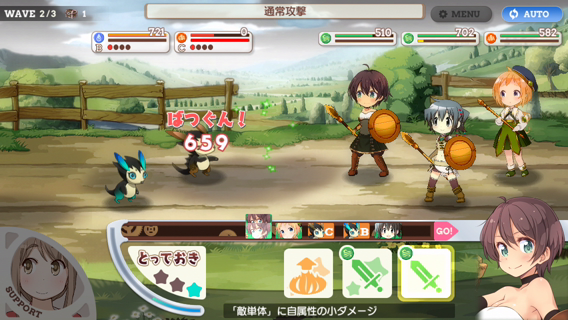 WAVE 2/3 1
通常攻撃
MENU
AUTO
B 721
C 0
510
702
582
ばつぐん!
659
C B GO!
とっておき
SUPPORT
「敵単体」に自属性の小ダメージ